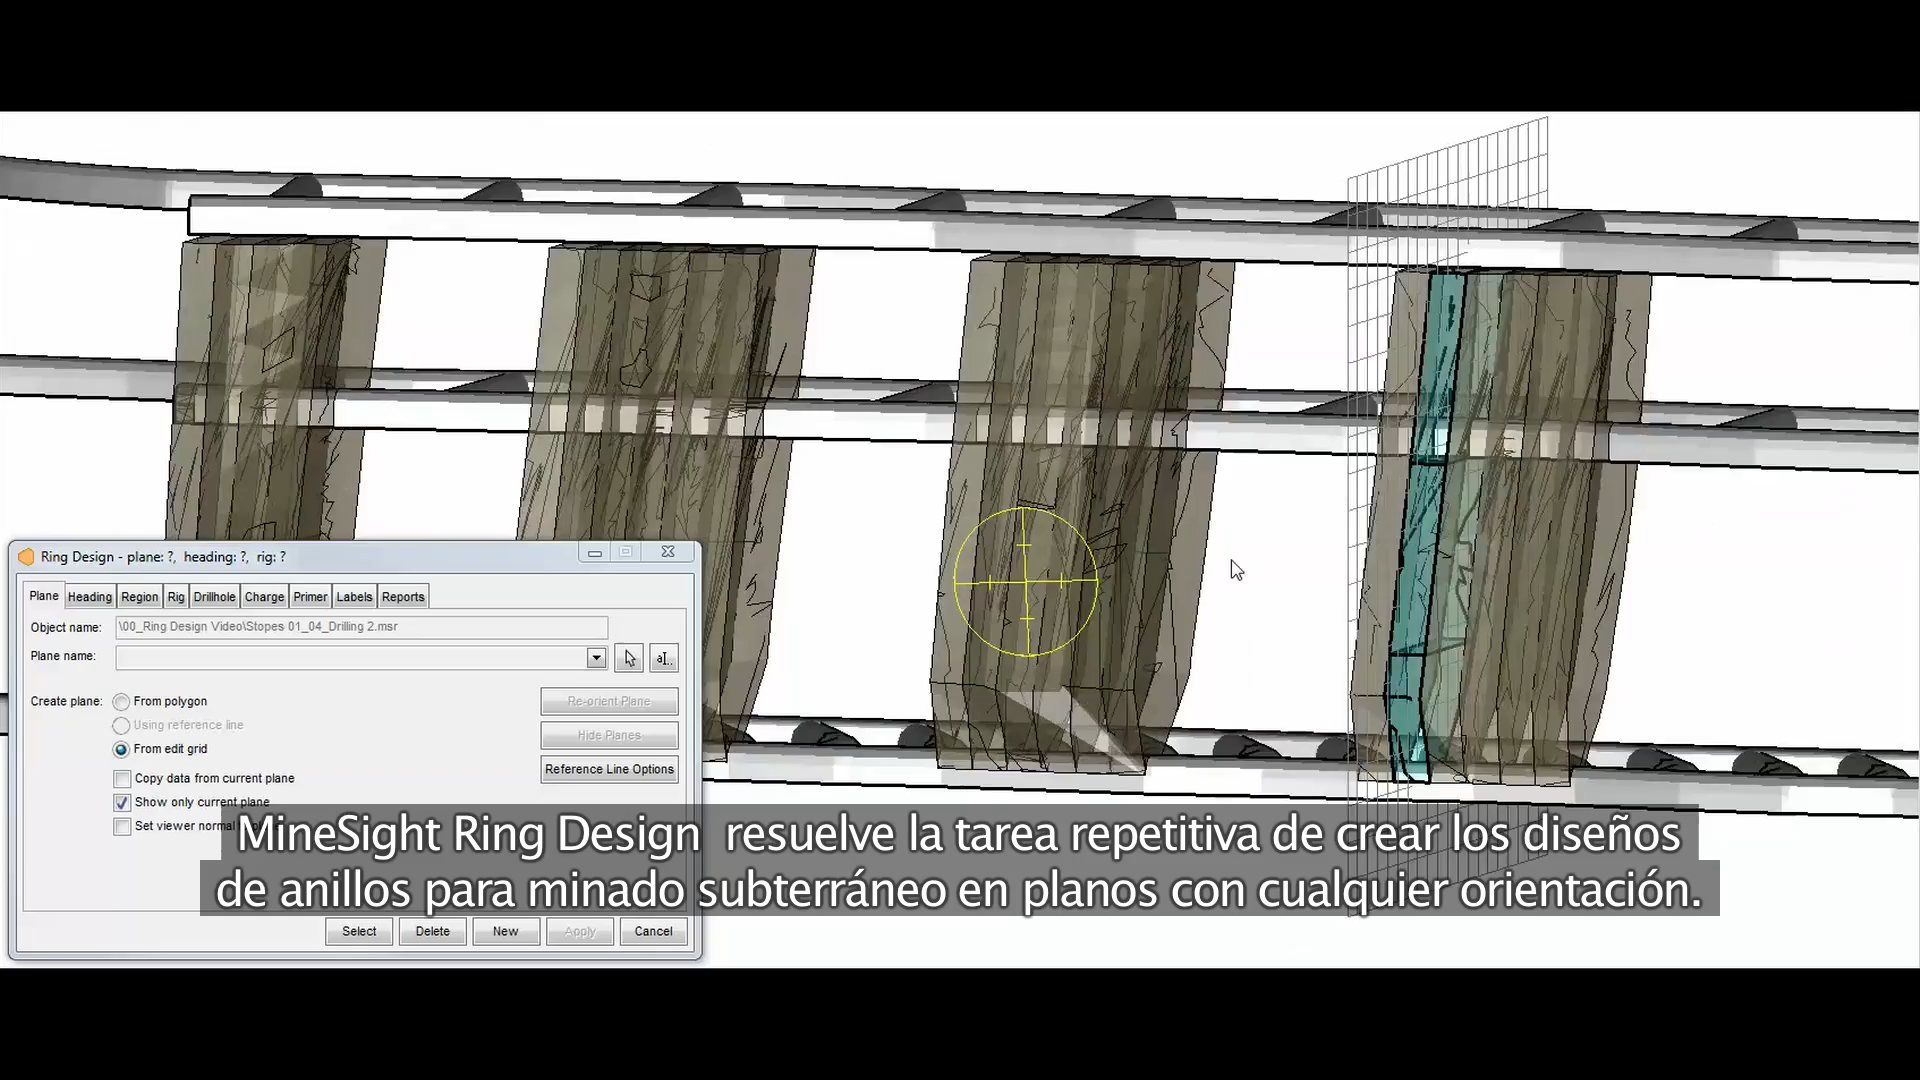 Ring Design - plane: ?, heading: ?, rig: ?
Plane Heading Region Rig Drillhole Charge Primer Labels Reports
Object name: \00_Ring Design Video\Stopes 01_04_Drilling 2.msr
Plane name: aI..
Create plane: From polygon Re-orient Plane
Using reference line
Hide Planes
From edit grid
Reference Line Options
Copy data from current plane
Show only current plane
Set viewer normal
MineSight Ring Design resuelve la tarea repetitiva de crear los diseños
de anillos para minado subterráneo en planos con cualquier orientación.
Select Delete New Apply Cancel